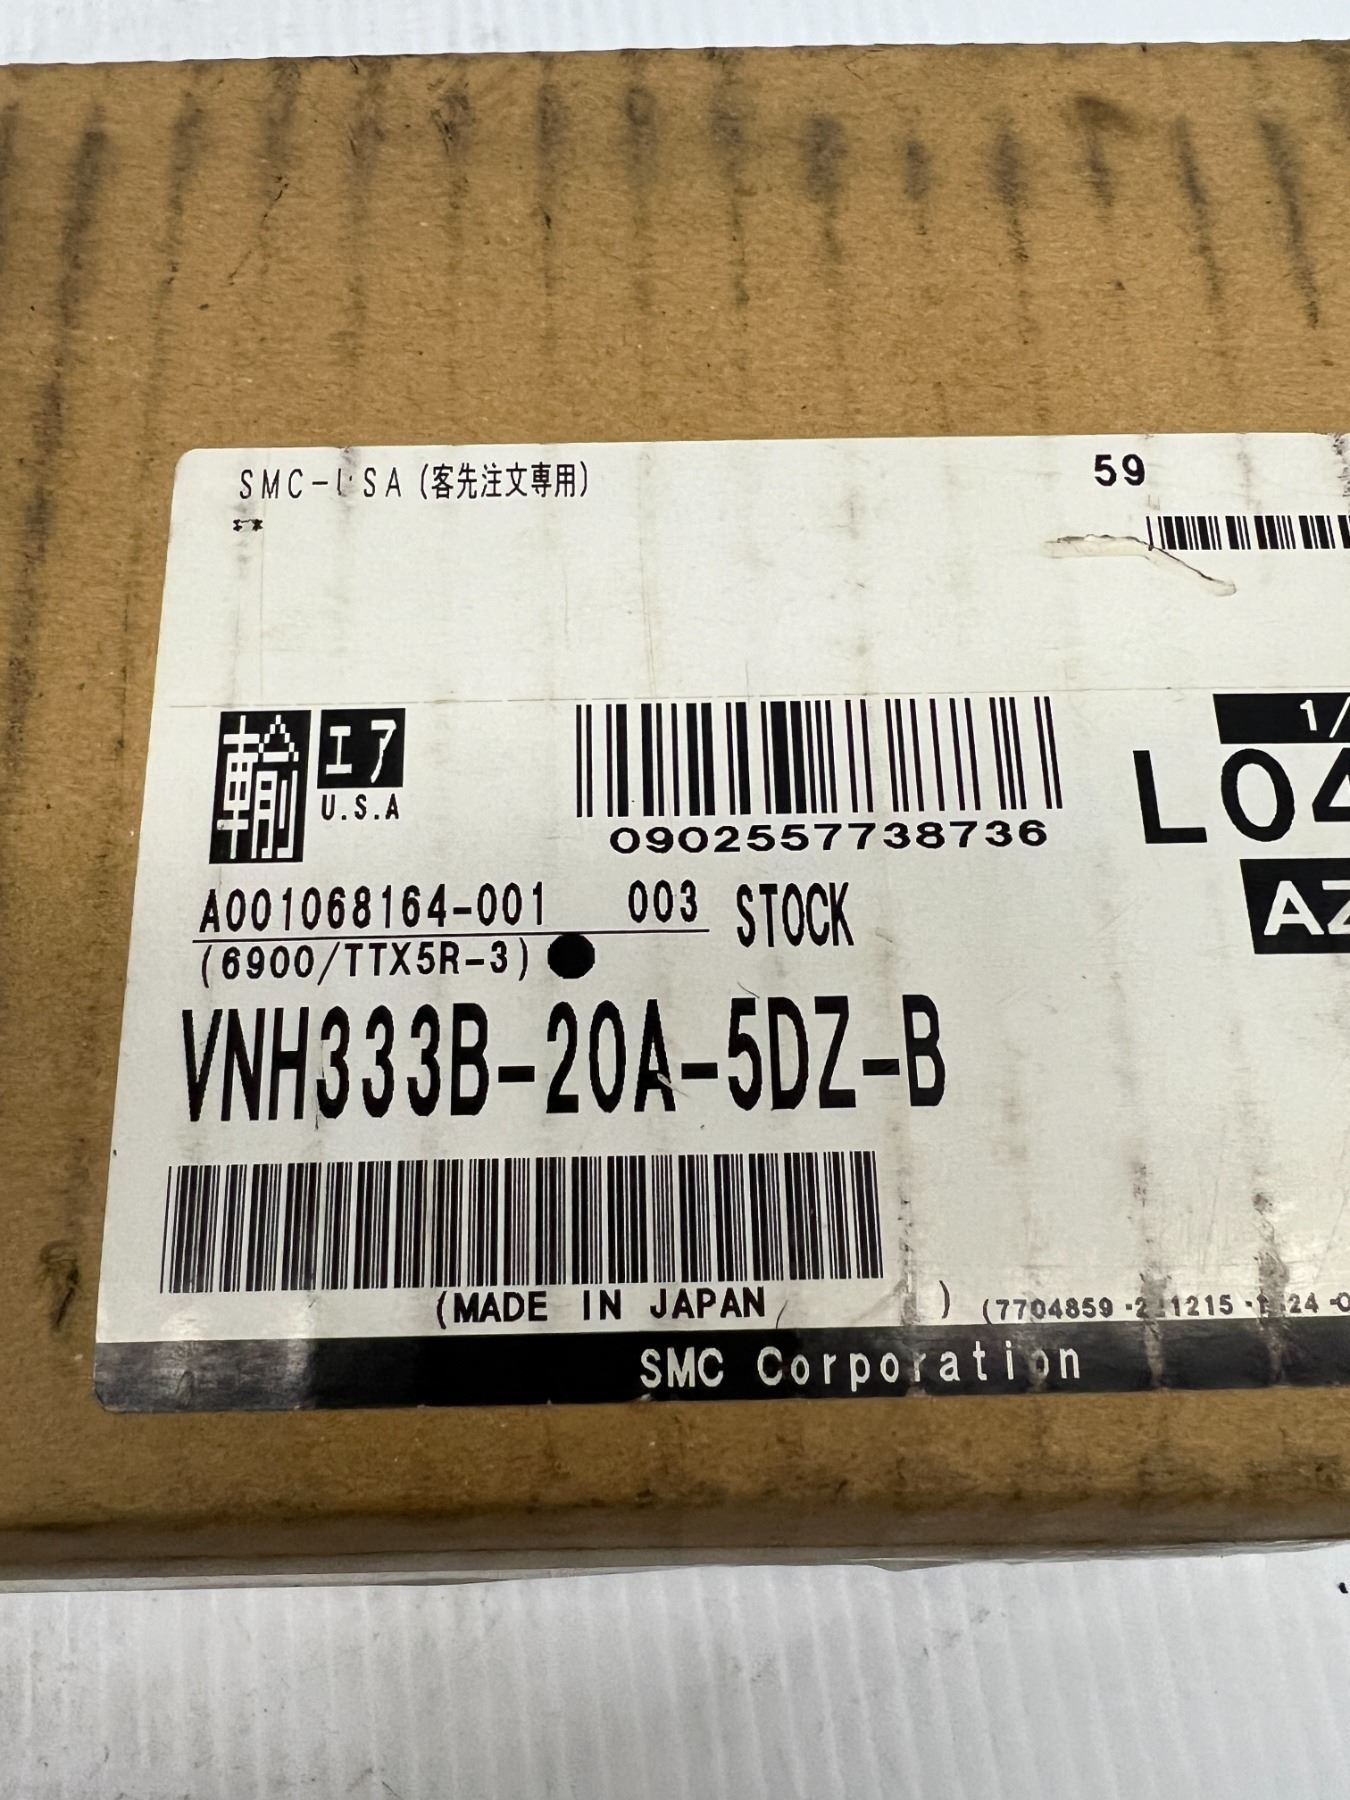 SMC-USA (客先注文専用)
59
**
輸 エア
U.S.A
0902557738736
1/
L04
AZ
A001068164-001 003 STOCK
(6900/TTX5R-3)
VNH333B-20A-5DZ-B
(MADE IN JAPAN )
(7704859
SMC Corporation